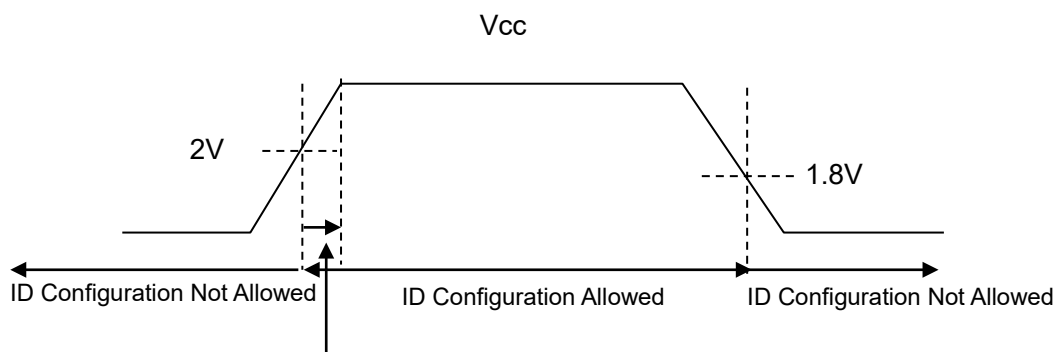 Vcc
2V
1.8V
ID Configuration Not Allowed
ID Configuration Allowed
ID Configuration Not Allowed